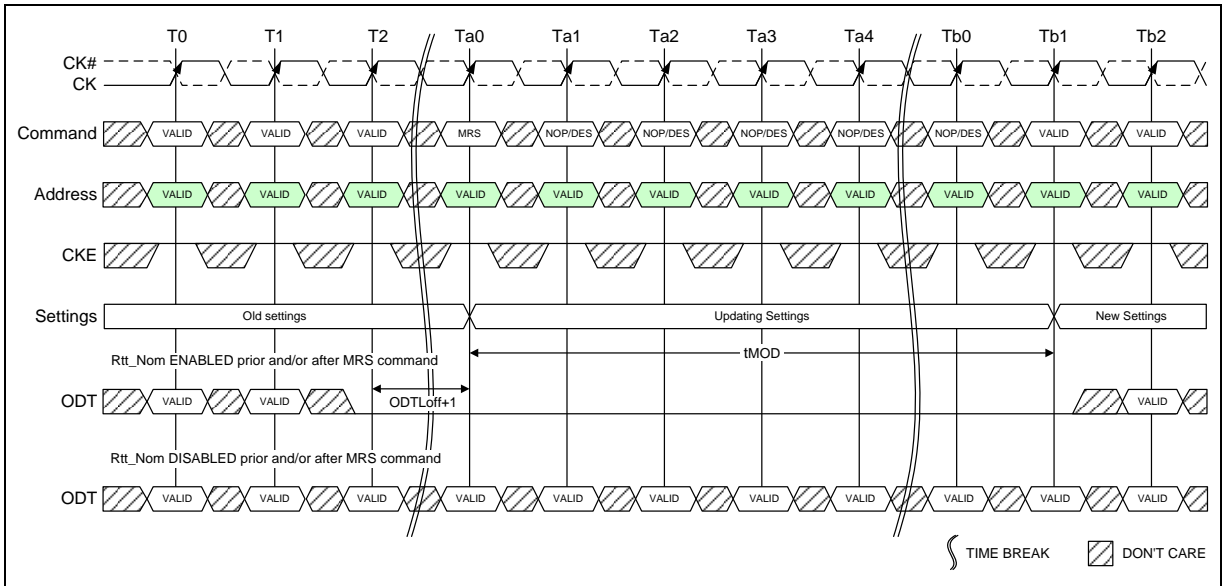 T0 T1 T2 Ta0 Ta1 Ta2 Ta3 Ta4 Tb0 Tb1 Tb2
CK#
CK
Command VALID VALID VALID MRS NOP/DES NOP/DES NOP/DES NOP/DES NOP/DES VALID VALID
Address VALID VALID VALID VALID VALID VALID VALID VALID VALID VALID VALID
CKE
Settings Old settings Updating Settings New Settings
Rtt_Nom ENABLED prior and/or after MRS command tMOD
ODT VALID VALID ODTLoff+1 VALID
Rtt_Nom DISABLED prior and/or after MRS command
ODT VALID VALID VALID VALID VALID VALID VALID VALID VALID VALID VALID
TIME BREAK DON'T CARE